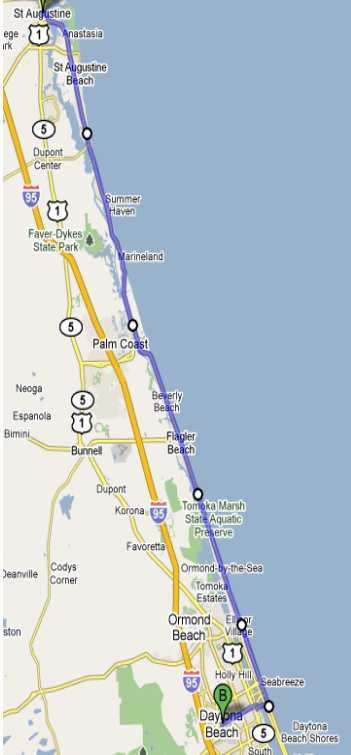 St Augustine
1
Anastasia
ege
rk
St Augustine
Beach
5
Dupont
Center
95
1
Summer
Haven
Faver-Dykes
State Park
Marineland
5
Palm Coast
Neoga
5
Beverly
Beach
Espanola
1
Bimini
Flagler
Beach
Bunnell
Dupont
Korona
95
Tomoka Marsh
State Aquatic
Preserve
Favoretta
Ormond-by-the-Sea
Codys
Corner
Deanville
Tomoka
Estates
Ormond
Beach
Village
ston
1
Holly Hill
95
Seabreeze
B
Daytona
Beach
5
Daytona
Beach Shores
South